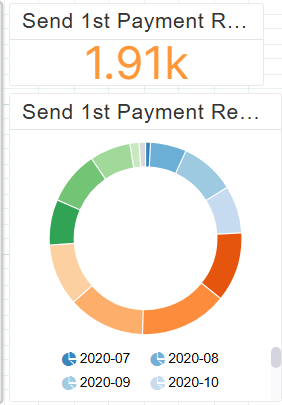 Send 1st Payment R...
1.91k
Send 1st Payment Re...
2020-07 2020-08
2020-09 2020-10